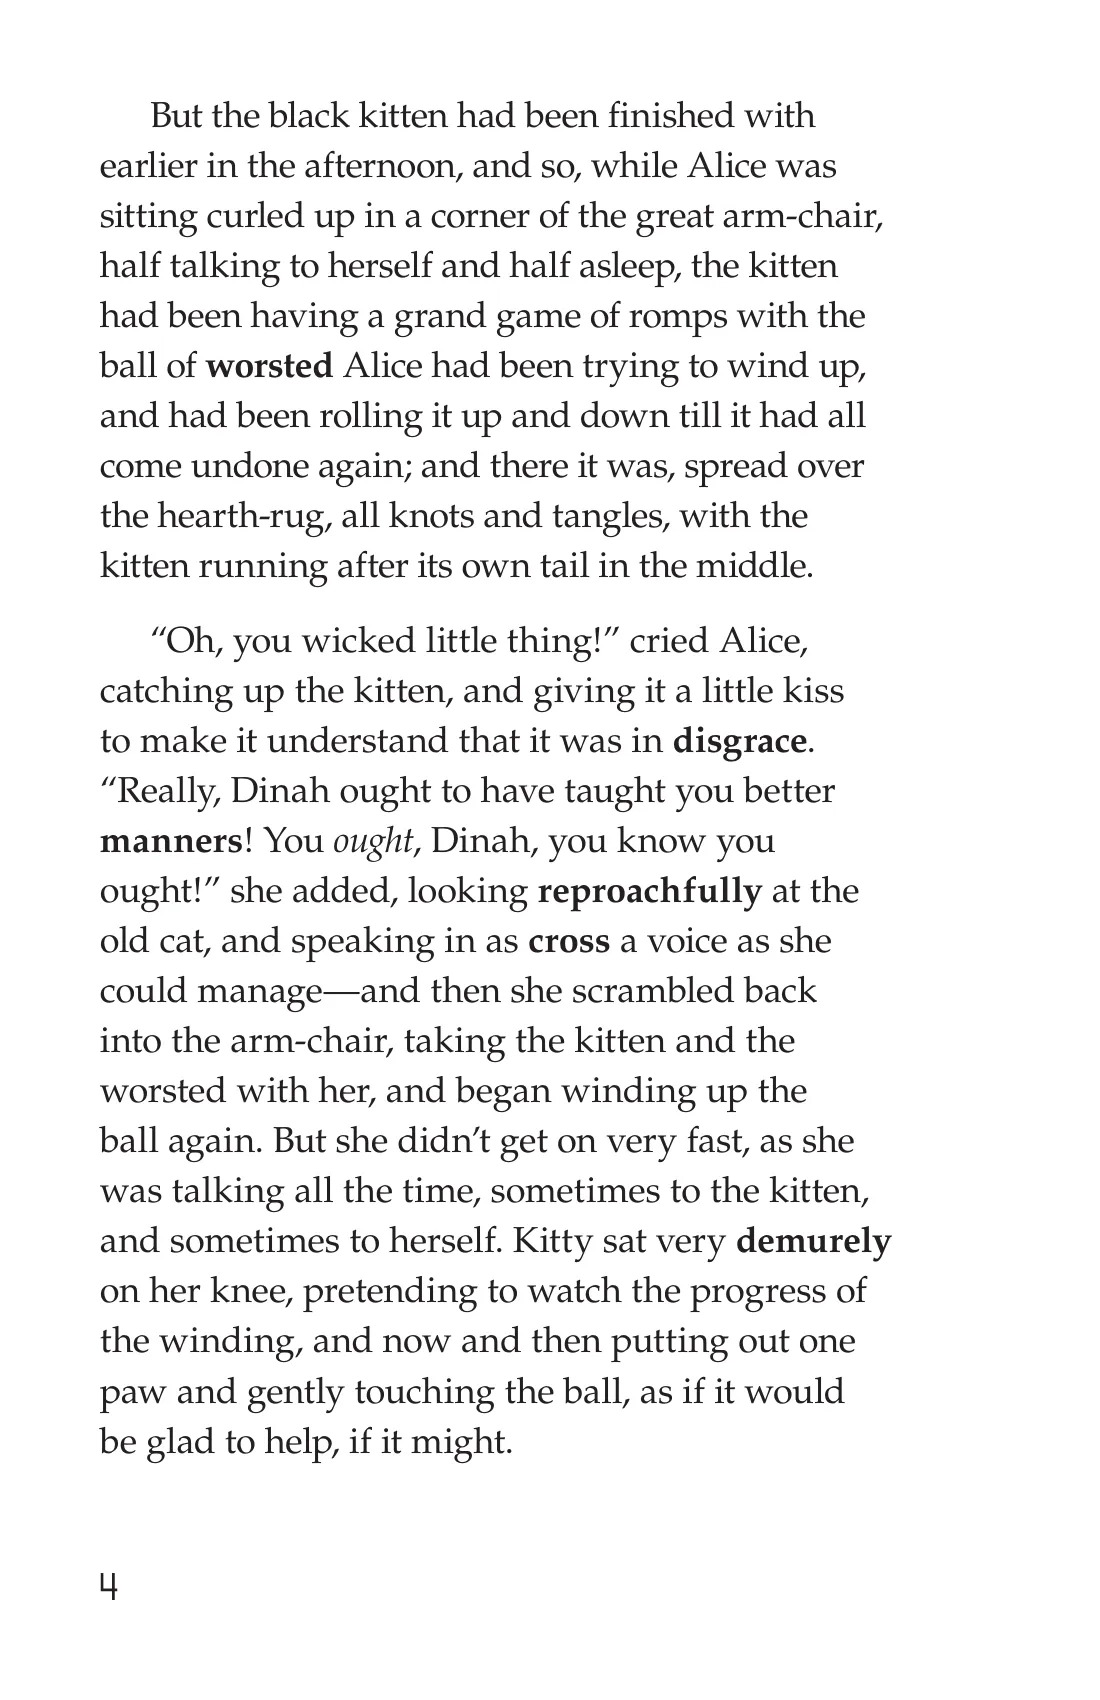 But the black kitten had been finished with
earlier in the afternoon, and so, while Alice was
sitting curled up in a corner of the great arm-chair,
half talking to herself and half asleep, the kitten
had been having a grand game of romps with the
ball of worsted Alice had been trying to wind up,
and had been rolling it up and down till it had all
come undone again; and there it was, spread over
the hearth-rug, all knots and tangles, with the
kitten running after its own tail in the middle.
“Oh, you wicked little thing!” cried Alice,
catching up the kitten, and giving it a little kiss
to make it understand that it was in disgrace.
“Really, Dinah ought to have taught you better
manners! You ought, Dinah, you know you
ought!” she added, looking reproachfully at the
old cat, and speaking in as cross a voice as she
could manage—and then she scrambled back
into the arm-chair, taking the kitten and the
worsted with her, and began winding up the
ball again. But she didn’t get on very fast, as she
was talking all the time, sometimes to the kitten,
and sometimes to herself. Kitty sat very demurely
on her knee, pretending to watch the progress of
the winding, and now and then putting out one
paw and gently touching the ball, as if it would
be glad to help, if it might.
4